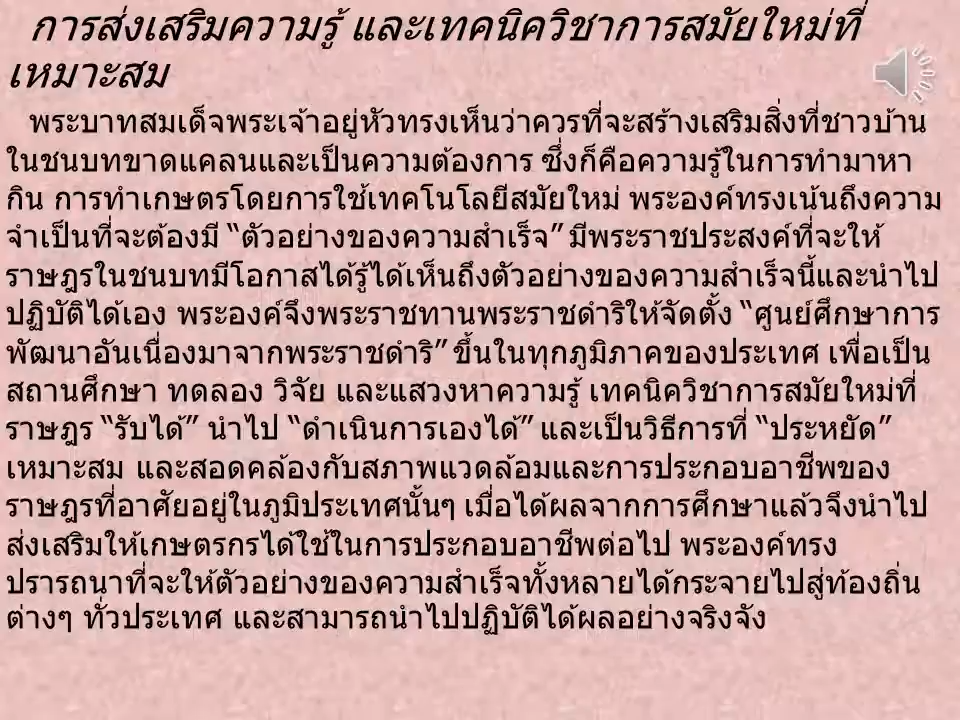 การส่งเสริมความรู้ และเทคนิควิชาการสมัยใหม่ที่
เหมาะสม
พระบาทสมเด็จพระเจ้าอยู่หัวทรงเห็นว่าควรที่จะสร้างเสริมสิ่งที่ชาวบ้าน
ในชนบทขาดแคลนและเป็นความต้องการ ซึ่งก็คือความรู้ในการทำมาหา
กิน การทำเกษตรโดยการใช้เทคโนโลยีสมัยใหม่ พระองค์ทรงเน้นถึงความ
จำเป็นที่จะต้องมี “ตัวอย่างของความสำเร็จ” มีพระราชประสงค์ที่จะให้
ราษฎรในชนบทมีโอกาสได้รู้ได้เห็นถึงตัวอย่างของความสำเร็จนี้และนำไป
ปฏิบัติได้เอง พระองค์จึงพระราชทานพระราชดำริให้จัดตั้ง “ศูนย์ศึกษาการ
พัฒนาอันเนื่องมาจากพระราชดำริ” ขึ้นในทุกภูมิภาคของประเทศ เพื่อเป็น
สถานศึกษา ทดลอง วิจัย และแสวงหาความรู้ เทคนิควิชาการสมัยใหม่ที่
ราษฎร “รับได้” นำไป “ดำเนินการเองได้” และเป็นวิธีการที่ “ประหยัด”
เหมาะสม และสอดคล้องกับสภาพแวดล้อมและการประกอบอาชีพของ
ราษฎรที่อาศัยอยู่ในภูมิประเทศนั้นๆ เมื่อได้ผลจากการศึกษาแล้วจึงนำไป
ส่งเสริมให้เกษตรกรได้ใช้ในการประกอบอาชีพต่อไป พระองค์ทรง
ปรารถนาที่จะให้ตัวอย่างของความสำเร็จทั้งหลายได้กระจายไปสู่ท้องถิ่น
ต่างๆ ทั่วประเทศ และสามารถนำไปปฏิบัติได้ผลอย่างจริงจัง